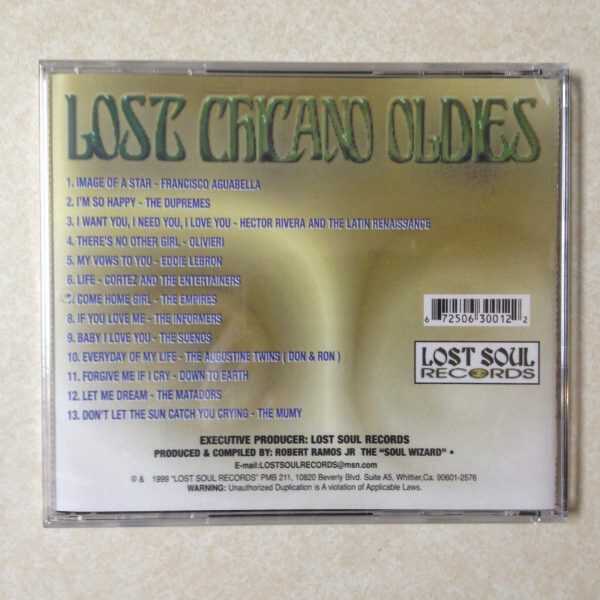 LOST CHICANO OLDIES
1. IMAGE OF A STAR - FRANCISCO AGUABELLA
2. I'M SO HAPPY - THE DUPREMES
3. I WANT YOU, I NEED YOU, I LOVE YOU - HECTOR RIVERA AND THE LATIN RENAISSANCE
4. THERE'S NO OTHER GIRL - OLIVIERI
5. MY VOWS TO YOU - EDDIE LEBRON
6. LIFE - CORTEZ AND THE ENTERTAINERS
7. COME HOME GIRL - THE EMPIRES
8. IF YOU LOVE ME - THE INFORMERS
9. BABY I LOVE YOU - THE SUENOS
10. EVERYDAY OF MY LIFE - THE AUGUSTINE TWINS ( DON & RON )
11. FORGIVE ME IF I CRY - DOWN TO EARTH
12. LET ME DREAM - THE MATADORS
13. DON'T LET THE SUN CATCH YOU CRYING - THE MUMY
6 72506 30012 2
LOST SOUL
RECORDS
EXECUTIVE PRODUCER: LOST SOUL RECORDS
PRODUCED & COMPILED BY: ROBERT RAMOS JR THE "SOUL WIZARD" •
E-mail:LOSTSOULRECORDS@msn.com
© & 1999 "LOST SOUL RECORDS" PMB 211, 10820 Beverly Blvd. Suite A5, Whittier,Ca. 90601-2576
WARNING: Unauthorized Duplication is A violation of Applicable Laws.